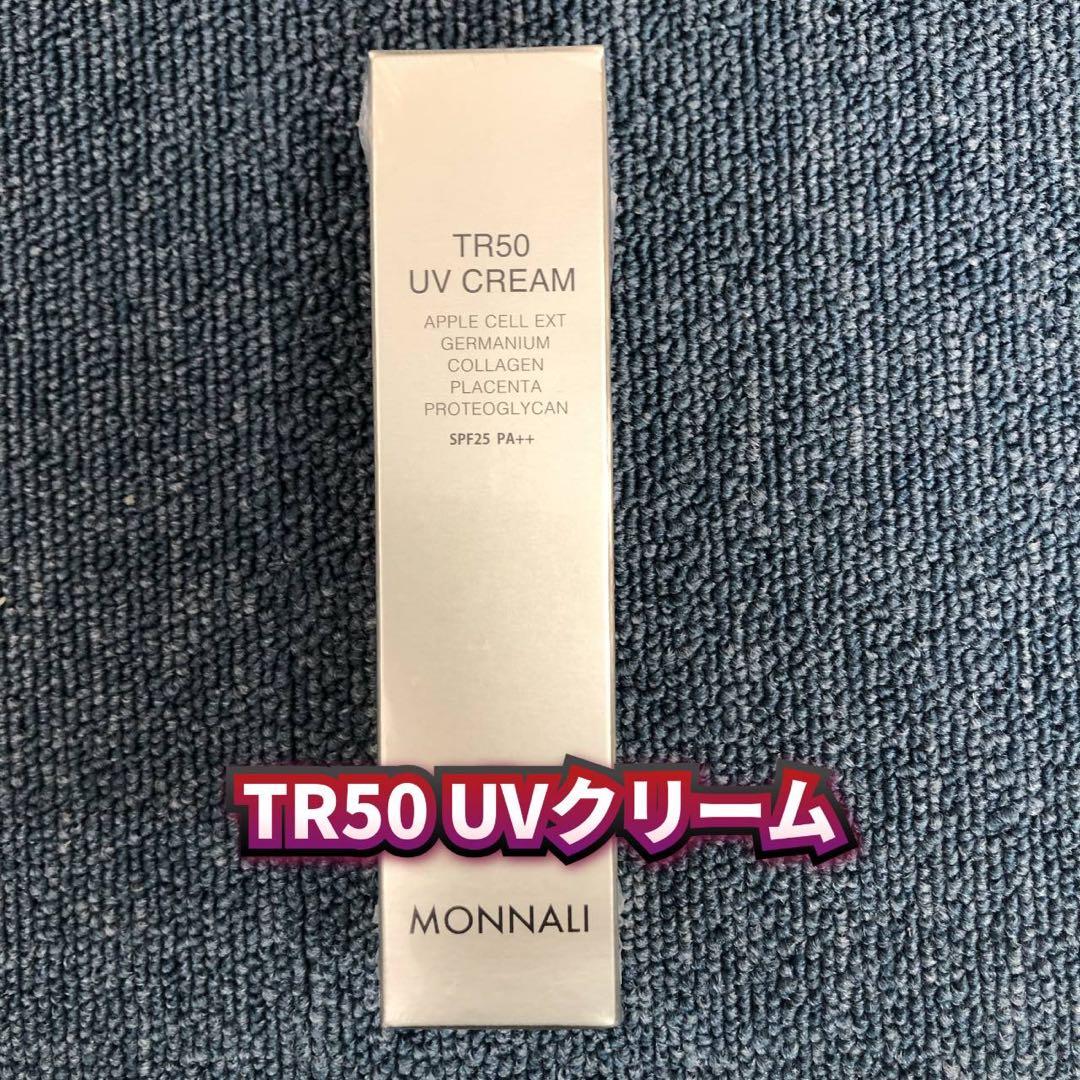 TR50
UV CREAM
APPLE CELL EXT
GERMANIUM
COLLAGEN
PLACENTA
PROTEOGLYCAN
SPF25 PA++
TR50 UVクリーム
MONNALI